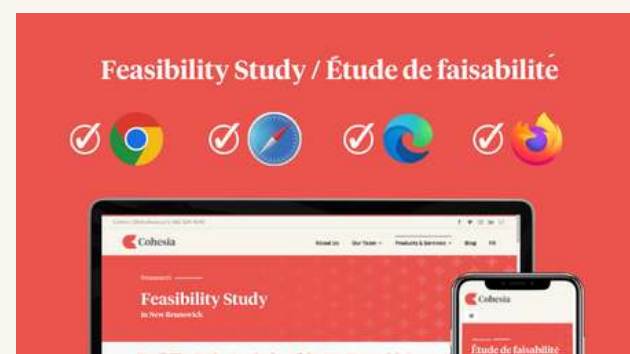 Feasibility Study / Étude de faisabilité
Cohesia
About Us Our Team Products & Services Blog FR
Feasibility Study
in New Brunswick
Cohesia
Étude de faisabilité